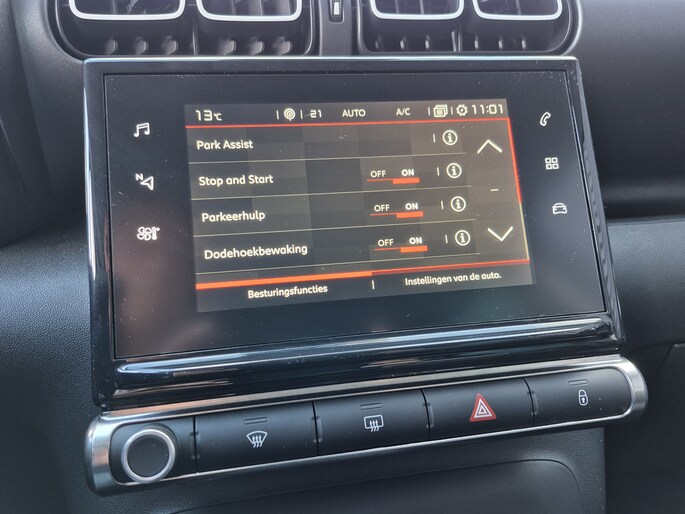 13°C 21 AUTO A/C 11:01
Park Assist
Stop and Start OFF ON
Parkeerhulp OFF ON
Dodehoekbewaking OFF ON
Besturingsfuncties Instellingen van de auto.
N